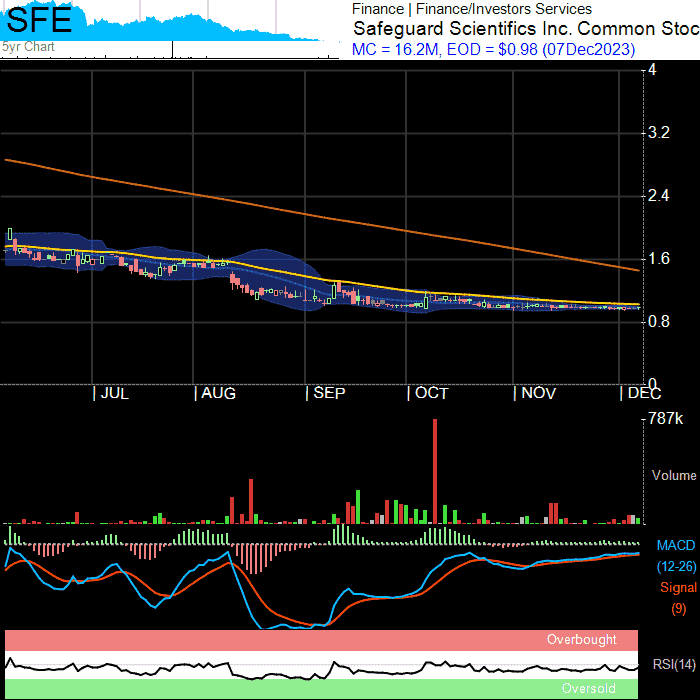 SFE
5yr Chart
Finance | Finance/Investors Services
Safeguard Scientifics Inc. Common Stoc
MC = 16.2M, EOD = $0.98 (07Dec2023)
4
3.2
2.4
1.6
0.8
0
JUL AUG SEP OCT NOV DEC
787k
Volume
MACD
(12-26)
Signal
(9)
Overbought
RSI(14)
Oversold